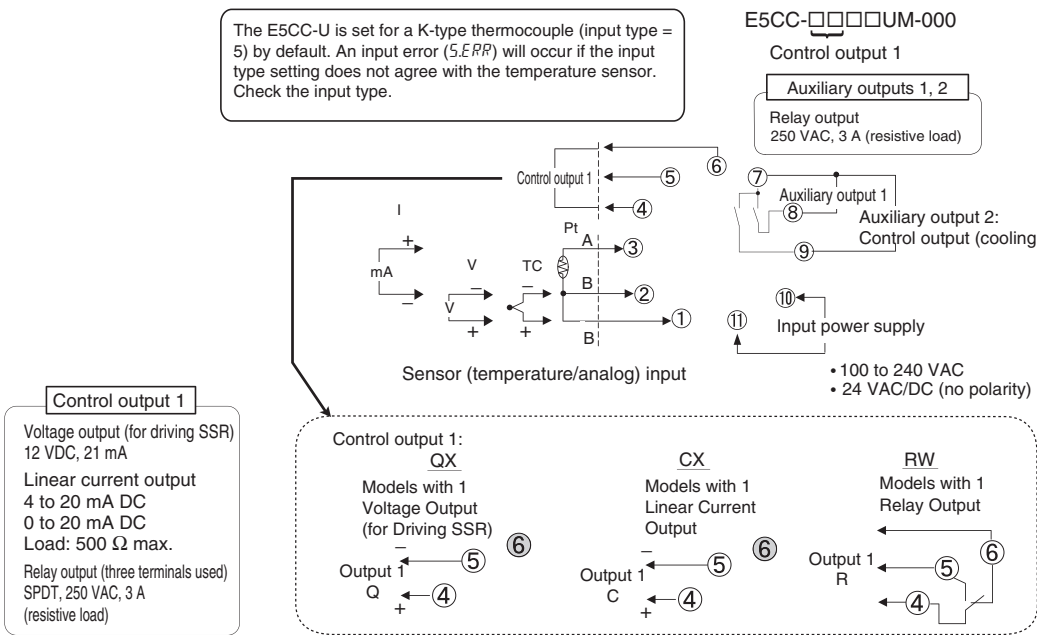 The E5CC-U is set for a K-type thermocouple (input type =
5) by default. An input error (S.ERR) will occur if the input
type setting does not agree with the temperature sensor.
Check the input type.
E5CC-□□□□UM-000
Control output 1
Auxiliary outputs 1, 2
Relay output
250 VAC, 3 A (resistive load)
Control output 1
⑥
⑤
④
⑦
Auxiliary output 1
⑧
Auxiliary output 2:
Control output (cooling
⑨
I
+
mA
−
V
−
V
+
TC
−
+
Pt
A
③
B
②
①
B
⑩
⑪
Input power supply
• 100 to 240 VAC
• 24 VAC/DC (no polarity)
Sensor (temperature/analog) input
Control output 1
Voltage output (for driving SSR)
12 VDC, 21 mA
Linear current output
4 to 20 mA DC
0 to 20 mA DC
Load: 500 Ω max.
Relay output (three terminals used)
SPDT, 250 VAC, 3 A
(resistive load)
Control output 1:
QX
Models with 1
Voltage Output
(for Driving SSR)
⑥
−
⑤
Output 1
Q
④
+
CX
Models with 1
Linear Current
Output
⑥
−
⑤
Output 1
C
④
+
RW
Models with 1
Relay Output
⑥
Output 1
R
⑤
④